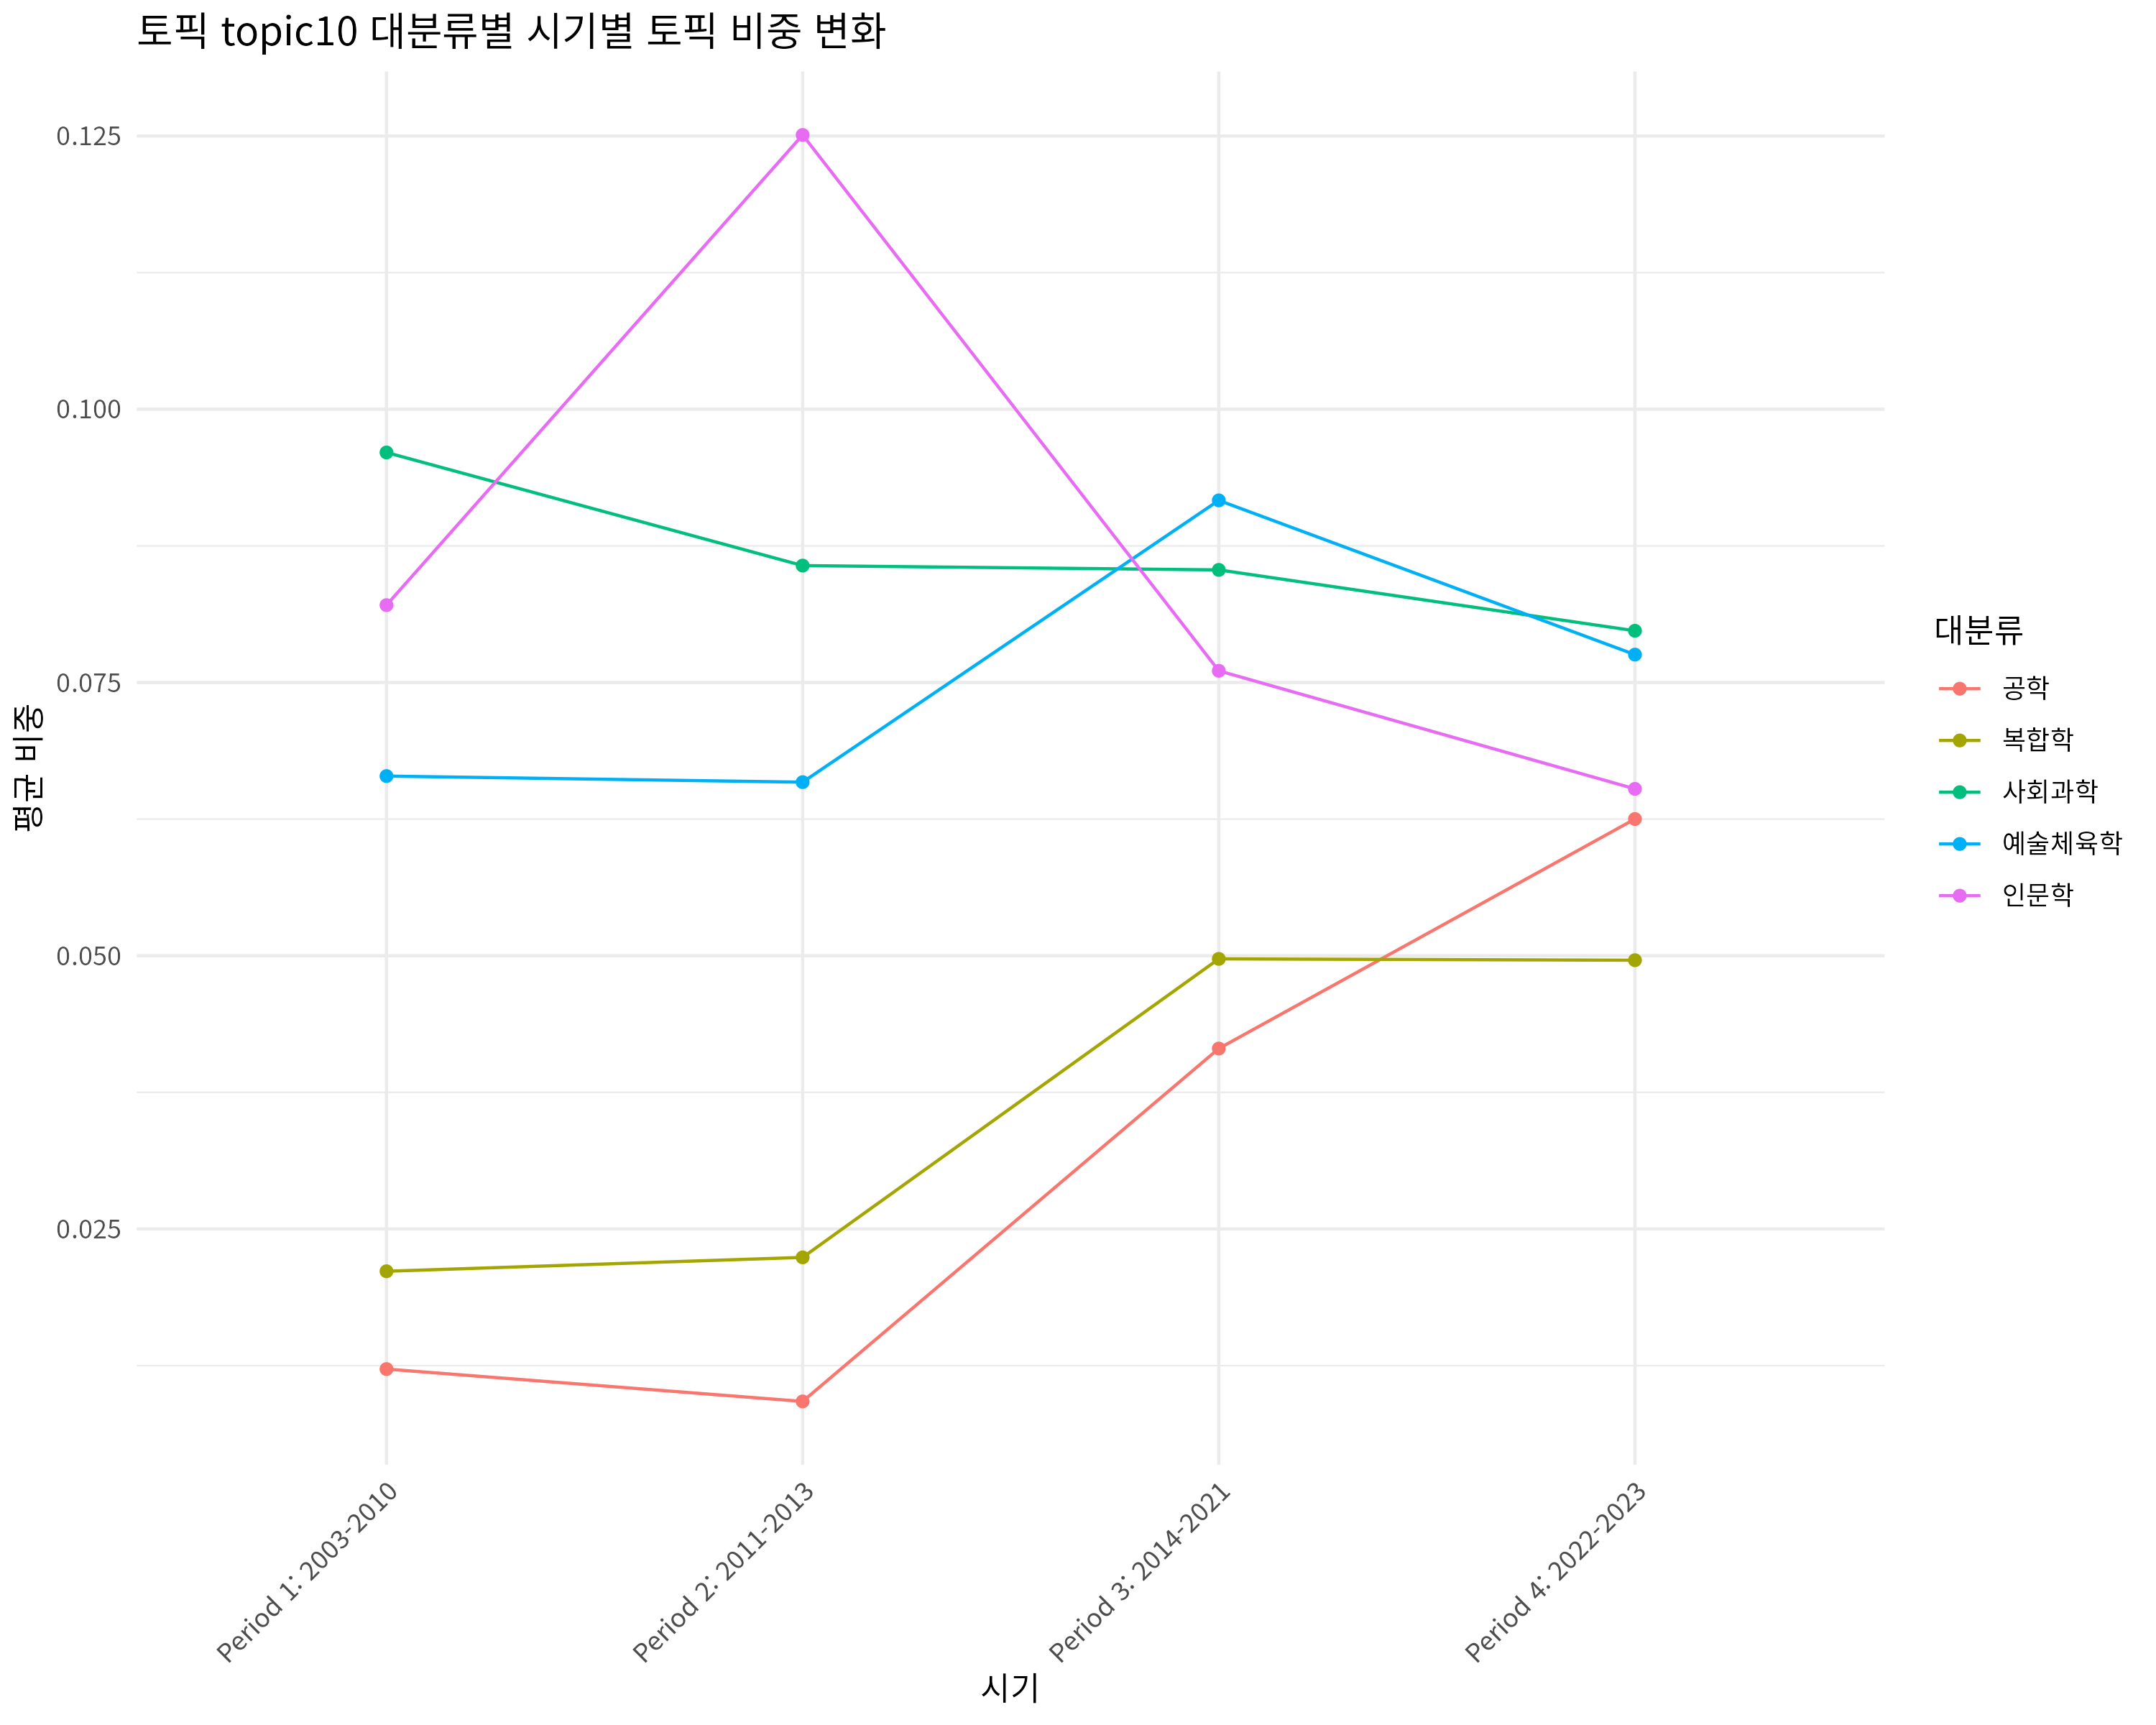 토픽 topic10 대분류별 시기별 토픽 비중 변화
평균 비중
0.125
0.100
0.075
0.050
0.025
Period 1: 2003-2010
Period 2: 2011-2013
Period 3: 2014-2021
Period 4: 2022-2023
시기
대분류
공학
복합학
사회과학
예술체육학
인문학